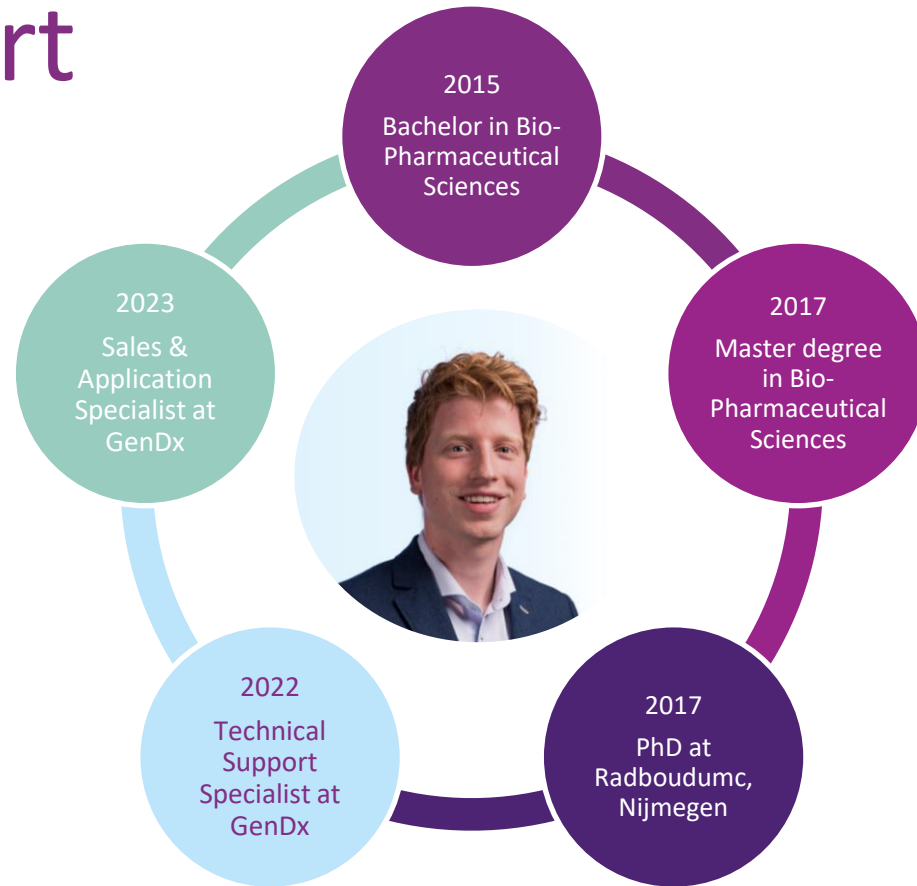 rt
2015
Bachelor in Bio-
Pharmaceutical
Sciences
2017
Master degree
in Bio-
Pharmaceutical
Sciences
2017
PhD at
Radboudumc,
Nijmegen
2022
Technical
Support
Specialist at
GenDx
2023
Sales &
Application
Specialist at
GenDx